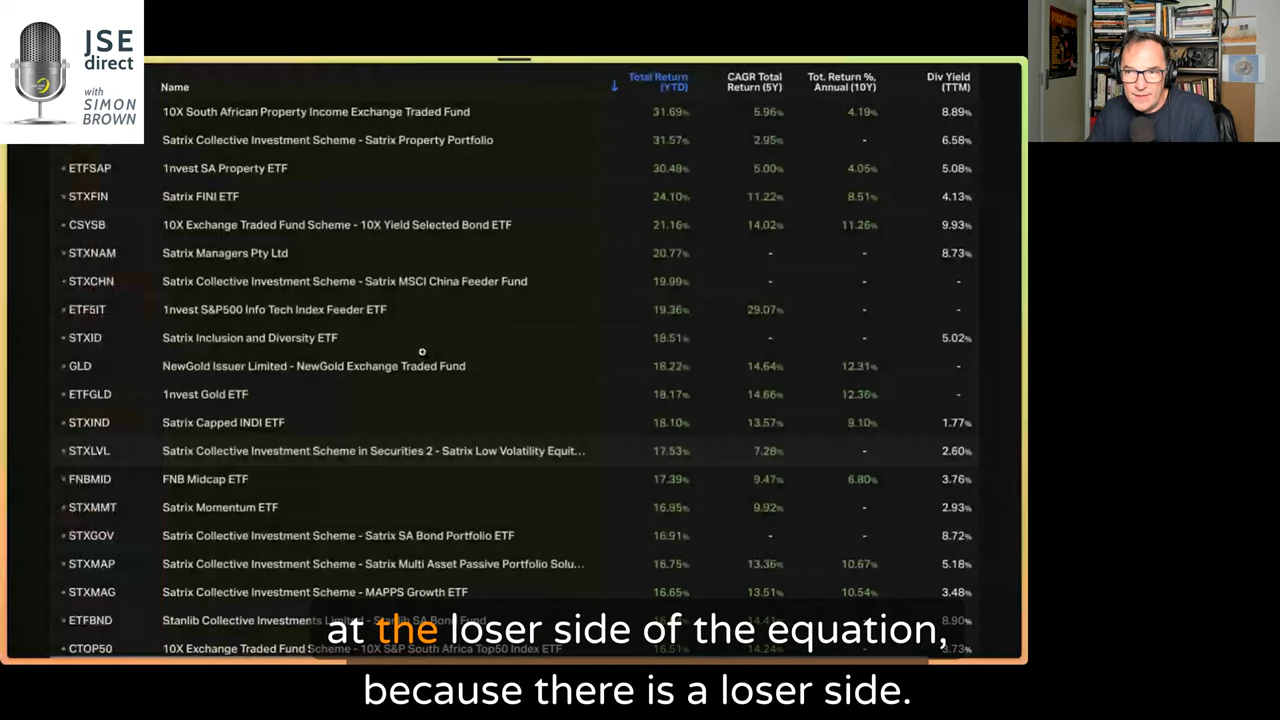 JSE
direct
with
SIMON
BROWN
Name
Total Return
(YTD)
CAGR Total
Return (5Y)
Tot. Return %,
Annual (10Y)
Div Yield
(TTM)
10X South African Property Income Exchange Traded Fund 31.69% 5.96% 4.19% 8.89%
Satrix Collective Investment Scheme - Satrix Property Portfolio 31.57% 2.95% - 6.58%
ETFSAP 1nvest SA Property ETF 30.48% 5.00% 4.05% 5.08%
STXFIN Satrix FINI ETF 24.10% 11.22% 8.51% 4.13%
CSYSB 10X Exchange Traded Fund Scheme - 10X Yield Selected Bond ETF 21.16% 14.02% 11.26% 9.93%
STXNAM Satrix Managers Pty Ltd 20.77% - - 8.73%
STXCHN Satrix Collective Investment Scheme - Satrix MSCI China Feeder Fund 19.99% - - -
ETF5IT 1nvest S&P500 Info Tech Index Feeder ETF 19.36% 29.07% - -
STXID Satrix Inclusion and Diversity ETF 18.51% - - 5.02%
GLD NewGold Issuer Limited - NewGold Exchange Traded Fund 18.22% 14.64% 12.31% -
ETFGLD 1nvest Gold ETF 18.17% 14.66% 12.36% -
STXIND Satrix Capped INDI ETF 18.10% 13.57% 9.10% 1.77%
STXLVL Satrix Collective Investment Scheme in Securities 2 - Satrix Low Volatility Equit... 17.53% 7.28% - 2.60%
FNBMID FNB Midcap ETF 17.39% 9.47% 6.80% 3.76%
STXMMT Satrix Momentum ETF 16.95% 9.92% - 2.93%
STXGOV Satrix Collective Investment Scheme - Satrix SA Bond Portfolio ETF 16.91% - - 8.72%
STXMAP Satrix Collective Investment Scheme - Satrix Multi Asset Passive Portfolio Solu... 16.75% 13.36% 10.67% 5.18%
STXMAG Satrix Collective Investment Scheme - MAPPS Growth ETF 16.65% 13.51% 10.54% 3.48%
ETFBND Stanlib Collective Investments Limited - Stanlib SA Bond Fund 8.90%
CTOP50 10X Exchange Traded Fund Scheme - 10X S&P South Africa Top50 Index ETF 16.51% 14.24% - 3.73%
at the loser side of the equation,
because there is a loser side.